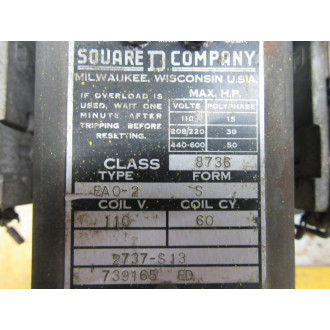 SQUARE D COMPANY
MILWAUKEE, WISCONSIN U.S.A.
IF OVERLOAD IS
USED, WAIT ONE
MINUTE AFTER
TRIPPING BEFORE
RESETTING.
MAX. H.P.
VOLTS POLYPHASE
110 15
208/220 30
440-600 50
CLASS 8736
TYPE FORM
EAO-2 S
COIL V. COIL CY.
110 60
2737-S13
739165 ED